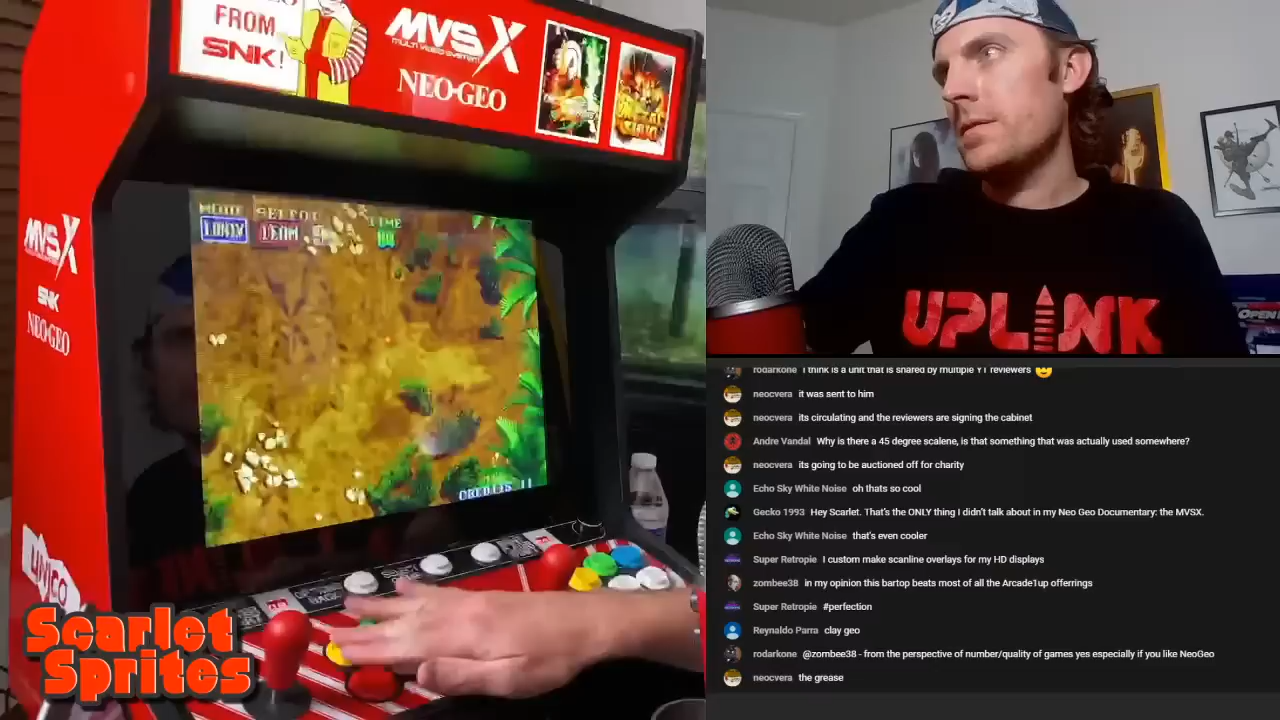 FROM
SNK!
MVSX
MULTI VIDEO SYSTEM
NEO·GEO
SELECT
TIME
MVSX
SNK
NEO·GEO
CREDITS 11
UNICO
Scarlet
Sprites
UPLINK
OPEN
rodarkone I think is a unit that is shared by multiple YT reviewers
neocvera it was sent to him
neocvera its circulating and the reviewers are signing the cabinet
Andre Vandal Why is there a 45 degree scalene, is that something that was actually used somewhere?
neocvera its going to be auctioned off for charity
Echo Sky White Noise oh thats so cool
Gecko 1993 Hey Scarlet. That's the ONLY thing I didn't talk about in my Neo Geo Documentary: the MVSX.
Echo Sky White Noise that's even cooler
Super Retropie I custom make scanline overlays for my HD displays
zombee38 in my opinion this bartop beats most of all the Arcade1up offerrings
Super Retropie #perfection
Reynaldo Parra clay geo
rodarkone @zombee38 - from the perspective of number/quality of games yes especially if you like NeoGeo
neocvera the grease